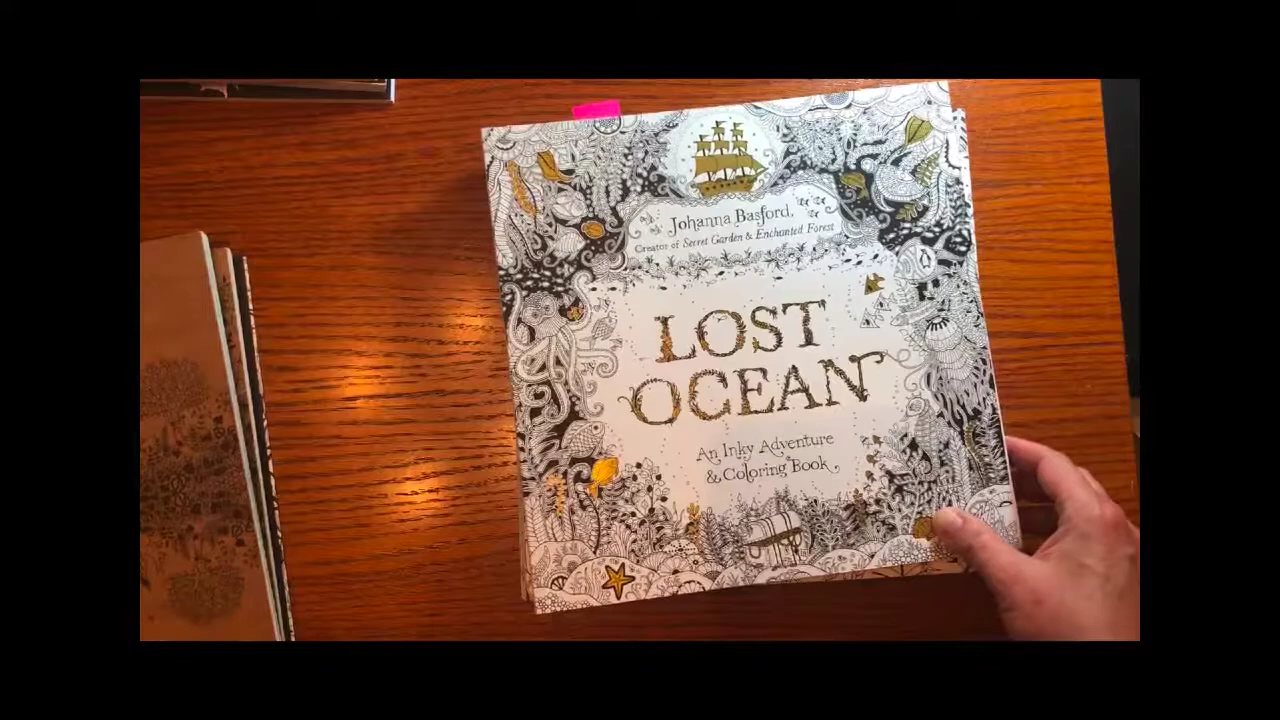 Johanna Basford,
Creator of Secret Garden & Enchanted Forest
LOST
OCEAN
An Inky Adventure
& Coloring Book